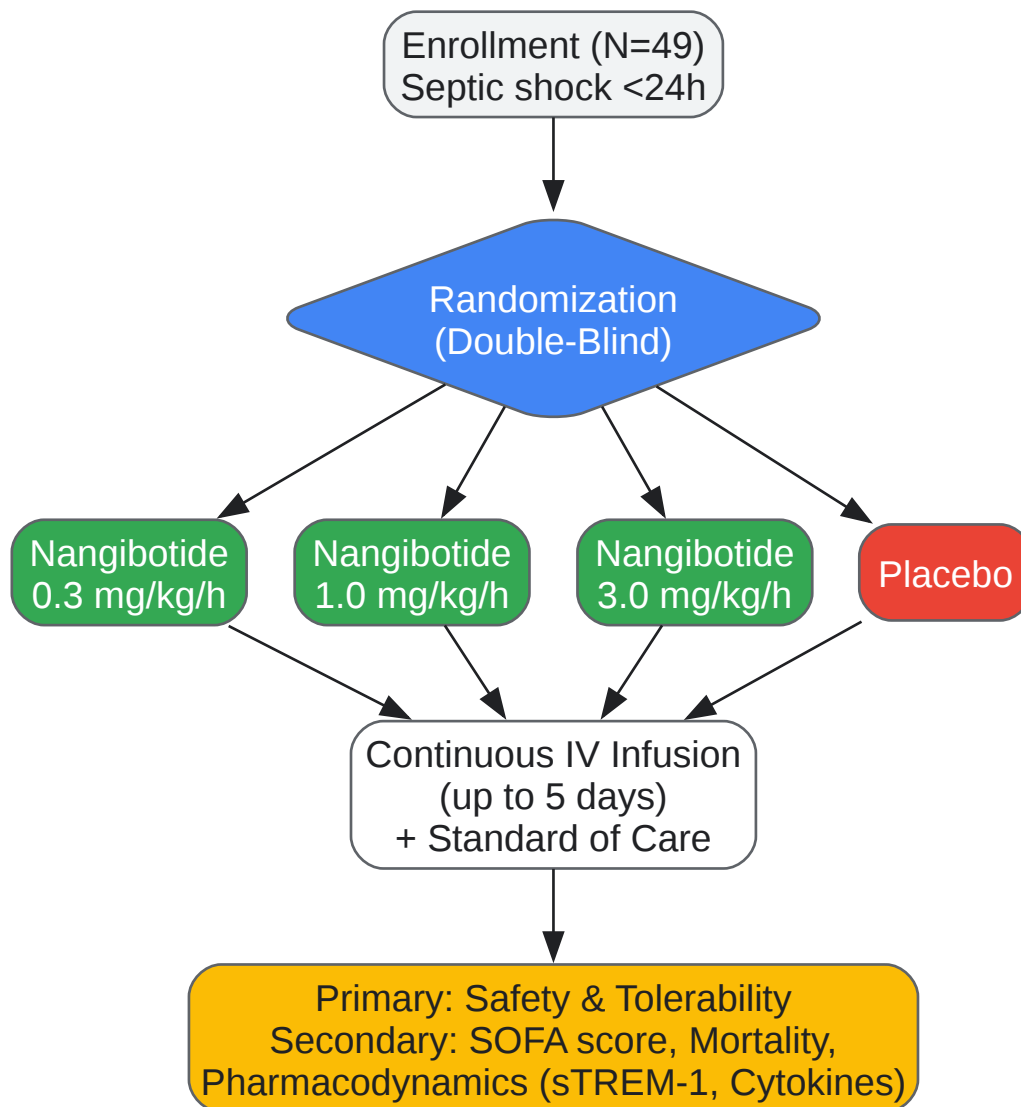 Enrollment (N=49)
Septic shock <24h
Randomization
(Double-Blind)
Nangibotide
0.3 mg/kg/h
Nangibotide
1.0 mg/kg/h
Nangibotide
3.0 mg/kg/h
Placebo
Continuous IV Infusion
(up to 5 days)
+ Standard of Care
Primary: Safety & Tolerability
Secondary: SOFA score, Mortality,
Pharmacodynamics (sTREM-1, Cytokines)